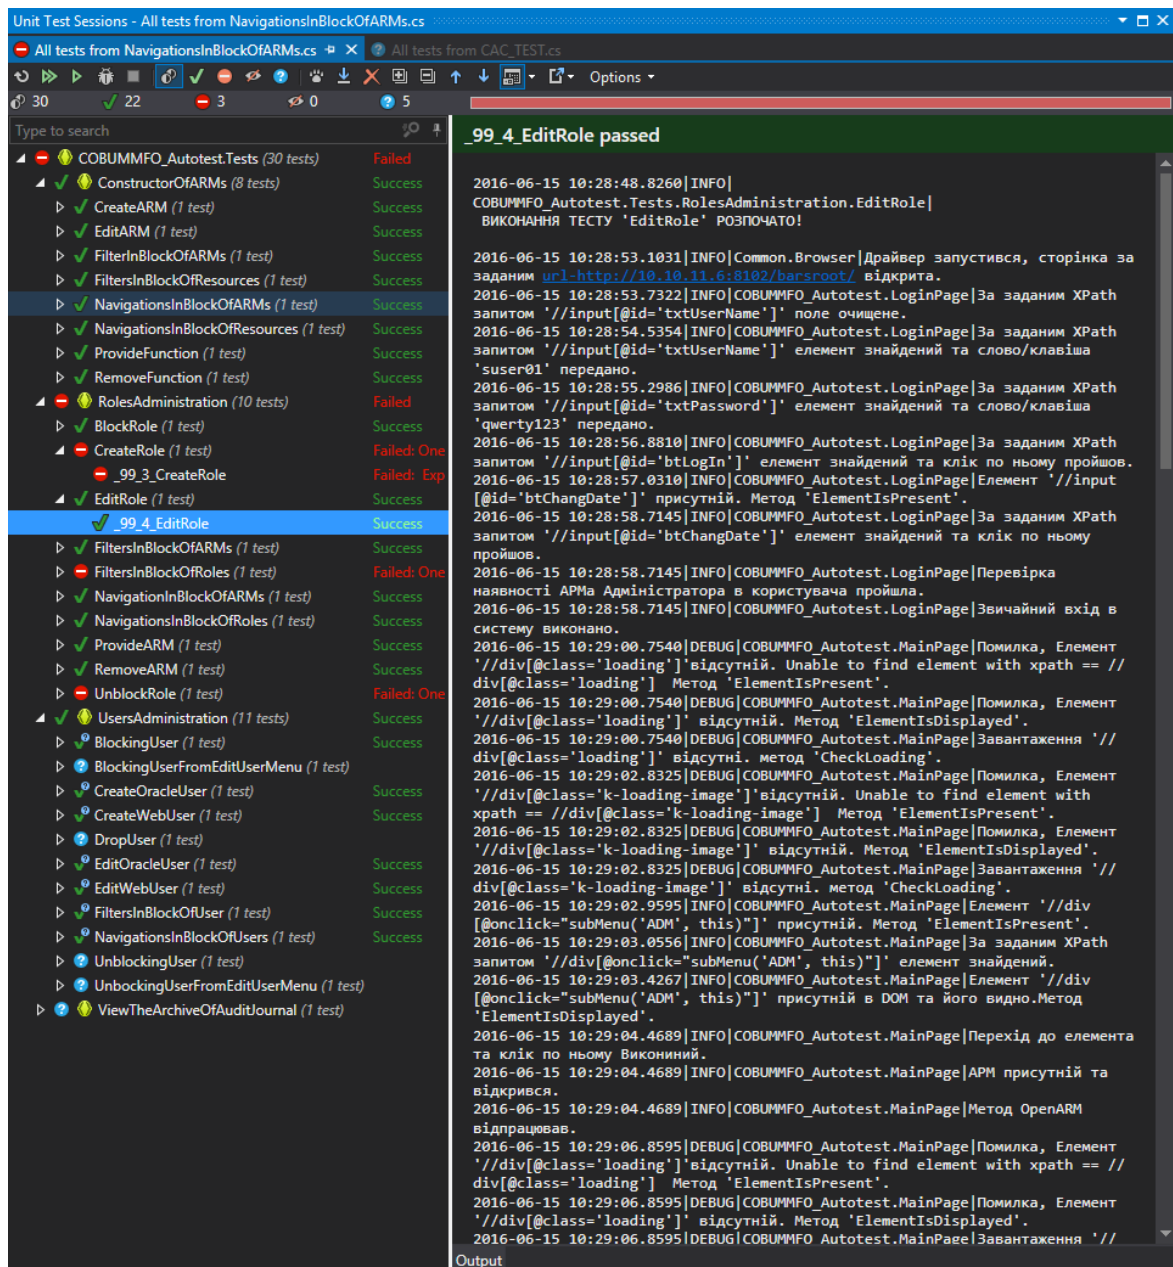 Unit Test Sessions - All tests from NavigationsInBlockOfARMs.cs
All tests from NavigationsInBlockOfARMs.cs
All tests from CAC_TEST.cs
Options
30 22 3 0 5
Type to search
COBUMMFO_Autotest.Tests (30 tests) Failed
ConstructorOfARMs (8 tests) Success
CreateARM (1 test) Success
EditARM (1 test) Success
FilterInBlockOfARMs (1 test) Success
FiltersInBlockOfResources (1 test) Success
NavigationsInBlockOfARMs (1 test) Success
NavigationsInBlockOfResources (1 test) Success
ProvideFunction (1 test) Success
RemoveFunction (1 test) Success
RolesAdministration (10 tests) Failed
BlockRole (1 test) Success
CreateRole (1 test) Failed: One
_99_3_CreateRole Failed: Exp
EditRole (1 test) Success
_99_4_EditRole Success
FiltersInBlockOfARMs (1 test) Success
FiltersInBlockOfRoles (1 test) Failed: One
NavigationInBlockOfARMs (1 test) Success
NavigationsInBlockOfRoles (1 test) Success
ProvideARM (1 test) Success
RemoveARM (1 test) Success
UnblockRole (1 test) Failed: One
UsersAdministration (11 tests) Success
BlockingUser (1 test) Success
BlockingUserFromEditUserMenu (1 test)
CreateOracleUser (1 test) Success
CreateWebUser (1 test) Success
DropUser (1 test)
EditOracleUser (1 test) Success
EditWebUser (1 test) Success
FiltersInBlockOfUser (1 test) Success
NavigationsInBlockOfUsers (1 test) Success
UnblockingUser (1 test)
UnbockingUserFromEditUserMenu (1 test)
ViewTheArchiveOfAuditJournal (1 test)
_99_4_EditRole passed
2016-06-15 10:28:48.8260|INFO|
COBUMMFO_Autotest.Tests.RolesAdministration.EditRole|
ВИКОНАННЯ ТЕСТУ 'EditRole' РОЗПОЧАТО!
2016-06-15 10:28:53.1031|INFO|Common.Browser|Драйвер запустився, сторінка за
заданим url-http://10.10.11.6:8102/barsroot/ відкрита.
2016-06-15 10:28:53.7322|INFO|COBUMMFO_Autotest.LoginPage|За заданим XPath
запитом '//input[@id='txtUserName']' поле очищене.
2016-06-15 10:28:54.5354|INFO|COBUMMFO_Autotest.LoginPage|За заданим XPath
запитом '//input[@id='txtUserName']' елемент знайдений та слово/клавіша
'suser01' передано.
2016-06-15 10:28:55.2986|INFO|COBUMMFO_Autotest.LoginPage|За заданим XPath
запитом '//input[@id='txtPassword']' елемент знайдений та слово/клавіша
'qwerty123' передано.
2016-06-15 10:28:56.8810|INFO|COBUMMFO_Autotest.LoginPage|За заданим XPath
запитом '//input[@id='btLogIn']' елемент знайдений та клік по ньому пройшов.
2016-06-15 10:28:57.0310|INFO|COBUMMFO_Autotest.LoginPage|Елемент '//input
[@id='btChangDate']' присутній. Метод 'ElementIsPresent'.
2016-06-15 10:28:58.7145|INFO|COBUMMFO_Autotest.LoginPage|За заданим XPath
запитом '//input[@id='btChangDate']' елемент знайдений та клік по ньому
пройшов.
2016-06-15 10:28:58.7145|INFO|COBUMMFO_Autotest.LoginPage|Перевірка
наявності АРМа Адміністратора в користувача пройшла.
2016-06-15 10:28:58.7145|INFO|COBUMMFO_Autotest.LoginPage|Звичайний вхід в
систему виконано.
2016-06-15 10:29:00.7540|DEBUG|COBUMMFO_Autotest.MainPage|Помилка, Елемент
'//div[@class='loading']'відсутній. Unable to find element with xpath == //
div[@class='loading']  Метод 'ElementIsPresent'.
2016-06-15 10:29:00.7540|DEBUG|COBUMMFO_Autotest.MainPage|Помилка, Елемент
'//div[@class='loading']' відсутній. Метод 'ElementIsDisplayed'.
2016-06-15 10:29:00.7540|DEBUG|COBUMMFO_Autotest.MainPage|Завантаження '//
div[@class='loading']' відсутні. метод 'CheckLoading'.
2016-06-15 10:29:02.8325|DEBUG|COBUMMFO_Autotest.MainPage|Помилка, Елемент
'//div[@class='k-loading-image']'відсутній. Unable to find element with
xpath == //div[@class='k-loading-image']  Метод 'ElementIsPresent'.
2016-06-15 10:29:02.8325|DEBUG|COBUMMFO_Autotest.MainPage|Помилка, Елемент
'//div[@class='k-loading-image']' відсутній. Метод 'ElementIsDisplayed'.
2016-06-15 10:29:02.8325|DEBUG|COBUMMFO_Autotest.MainPage|Завантаження '//
div[@class='k-loading-image']' відсутні. метод 'CheckLoading'.
2016-06-15 10:29:02.9595|INFO|COBUMMFO_Autotest.MainPage|Елемент '//div
[@onclick="subMenu('ADM', this)"]' присутній. Метод 'ElementIsPresent'.
2016-06-15 10:29:03.0556|INFO|COBUMMFO_Autotest.MainPage|За заданим XPath
запитом '//div[@onclick="subMenu('ADM', this)"]' елемент знайдений.
2016-06-15 10:29:03.4267|INFO|COBUMMFO_Autotest.MainPage|Елемент '//div
[@onclick="subMenu('ADM', this)"]' присутній в DOM та його видно.Метод
'ElementIsDisplayed'.
2016-06-15 10:29:04.4689|INFO|COBUMMFO_Autotest.MainPage|Перехід до елемента
та клік по ньому Викониний.
2016-06-15 10:29:04.4689|INFO|COBUMMFO_Autotest.MainPage|АРМ присутній та
відкрився.
2016-06-15 10:29:04.4689|INFO|COBUMMFO_Autotest.MainPage|Метод OpenARM
відпрацював.
2016-06-15 10:29:06.8595|DEBUG|COBUMMFO_Autotest.MainPage|Помилка, Елемент
'//div[@class='loading']'відсутній. Unable to find element with xpath == //
div[@class='loading']  Метод 'ElementIsPresent'.
2016-06-15 10:29:06.8595|DEBUG|COBUMMFO_Autotest.MainPage|Помилка, Елемент
'//div[@class='loading']' відсутній. Метод 'ElementIsDisplayed'.
2016-06-15 10:29:06.8595|DEBUG|COBUMMFO_Autotest.MainPage|Завантаження '//
Output